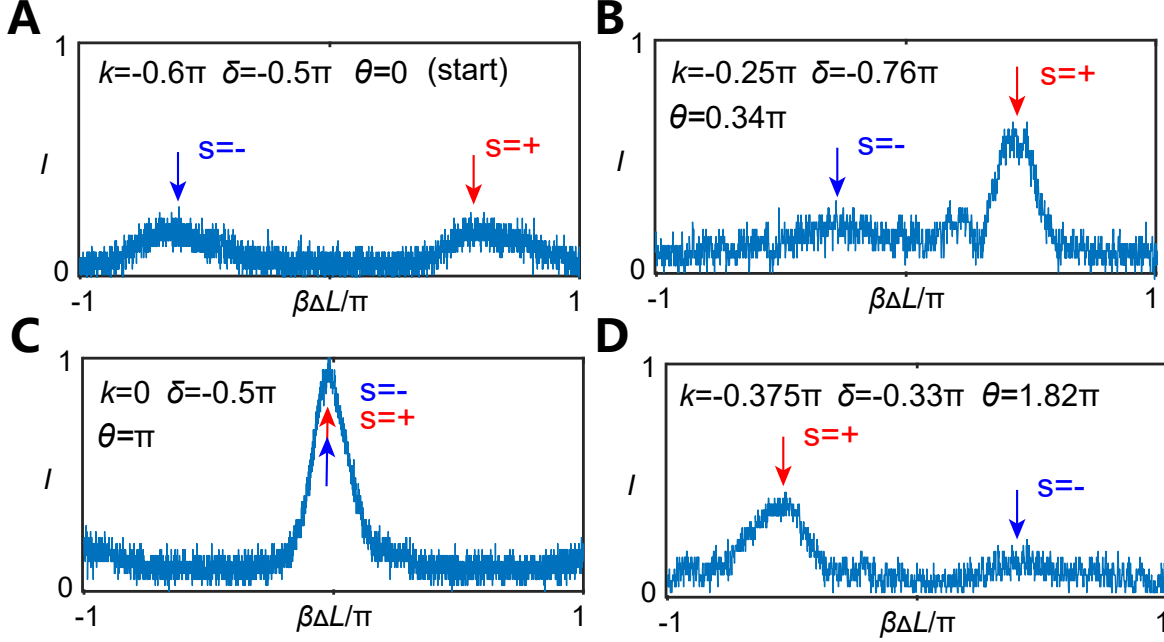 A
1
k=-0.6π δ=-0.5π θ=0 (start)
s=-
s=+
I
0
-1
βΔL/π
1
B
1
k=-0.25π δ=-0.76π
θ=0.34π
s=+
s=-
I
0
-1
βΔL/π
1
C
1
k=0 δ=-0.5π
θ=π
s=-
s=+
I
0
-1
βΔL/π
1
D
1
k=-0.375π δ=-0.33π θ=1.82π
s=+
s=-
I
0
-1
βΔL/π
1